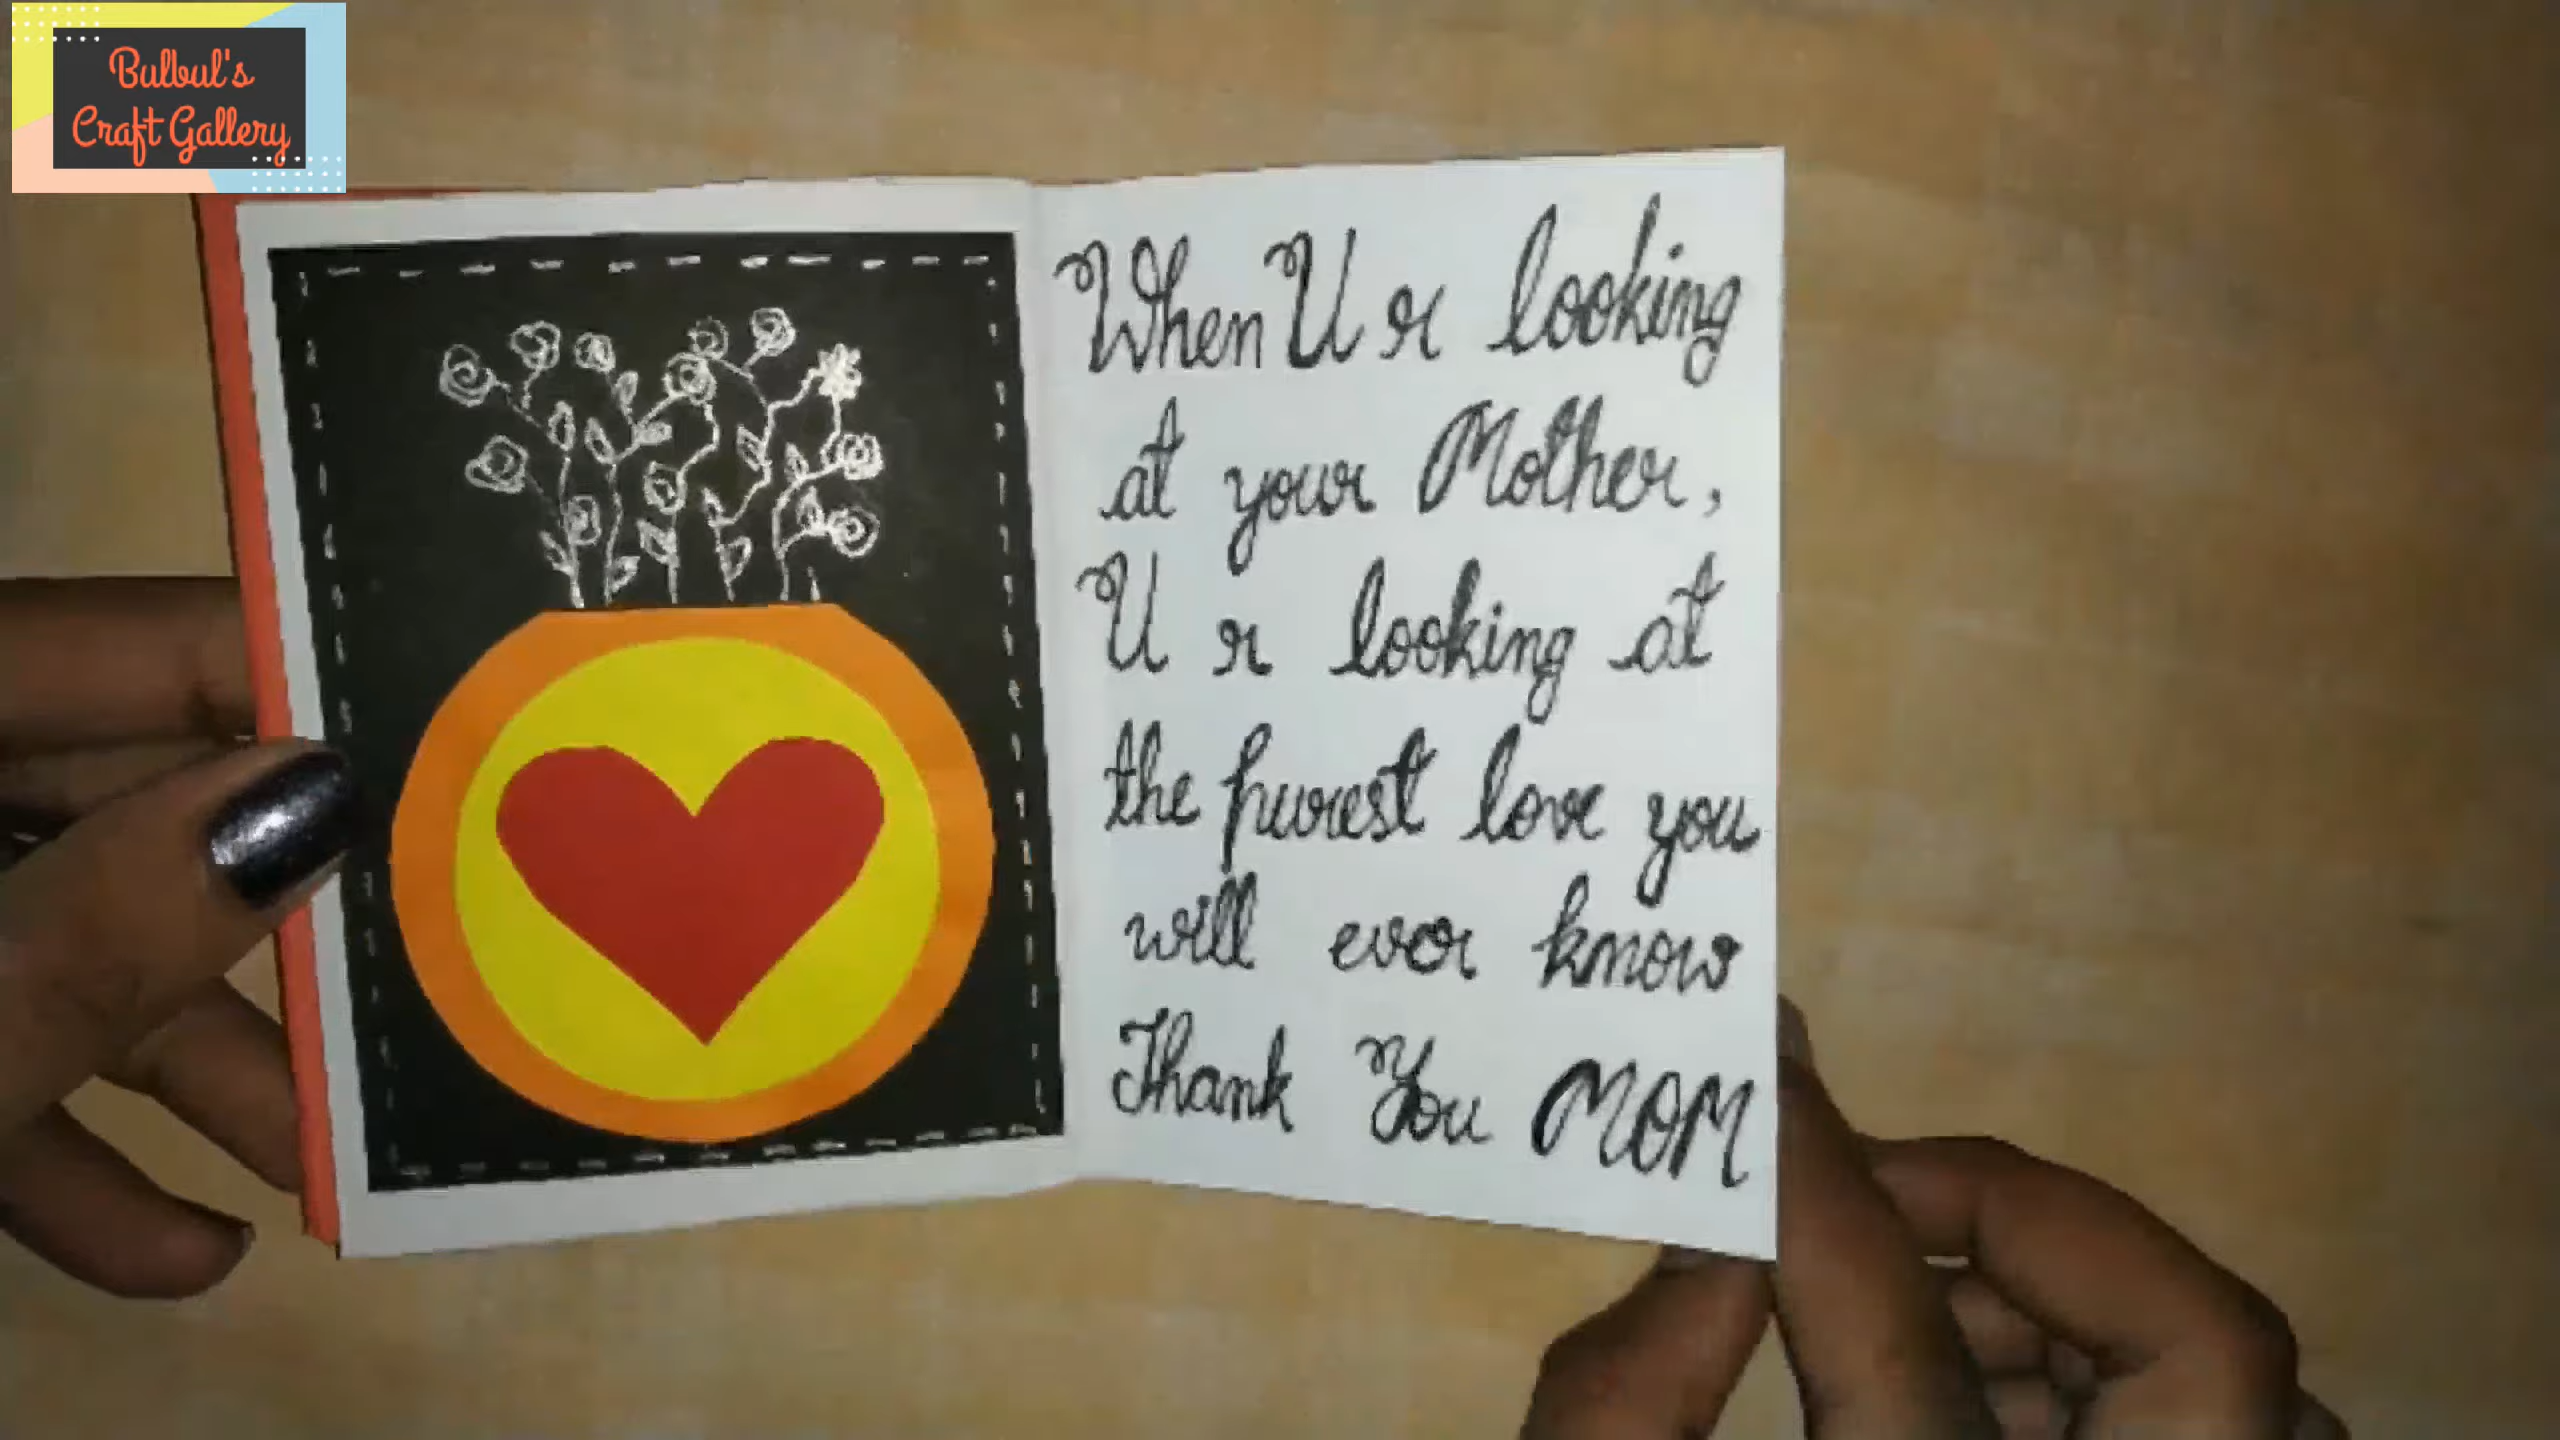 Bulbul's
Craft Gallery
When U r looking
at your Mother,
U r looking at
the purest love you
will ever know
Thank You MOM